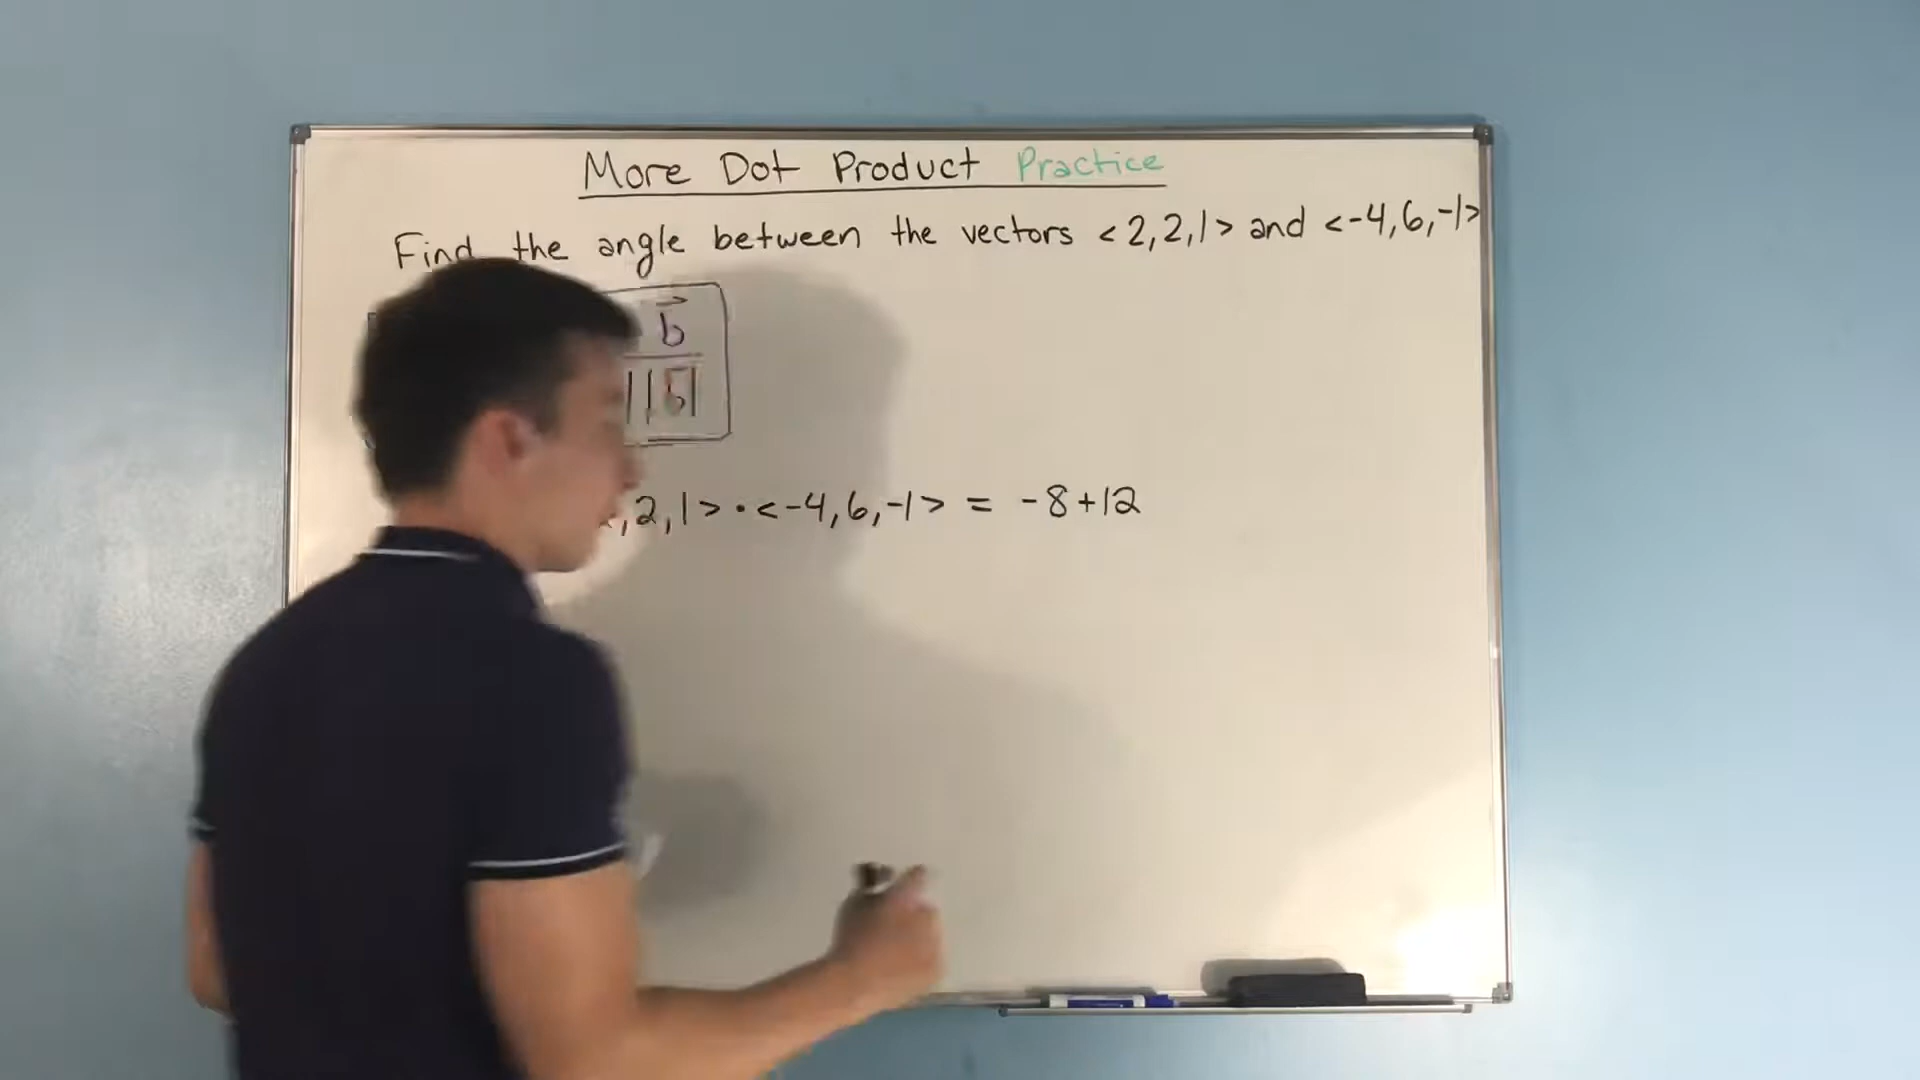 More Dot Product Practice
Find the angle between the vectors <2,2,1> and <-4,6,-1>
b⃗
||b|
,2,1> · <-4,6,-1> = -8+12